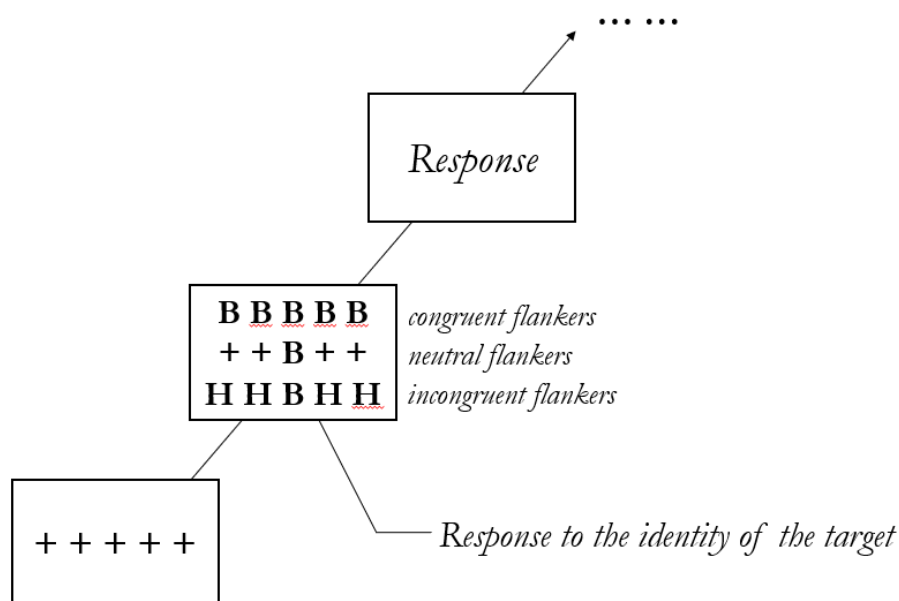 ... ...
Response
B B B B B
+ + B + +
H H B H H
congruent flankers
neutral flankers
incongruent flankers
+ + + + +
Response to the identity of the target